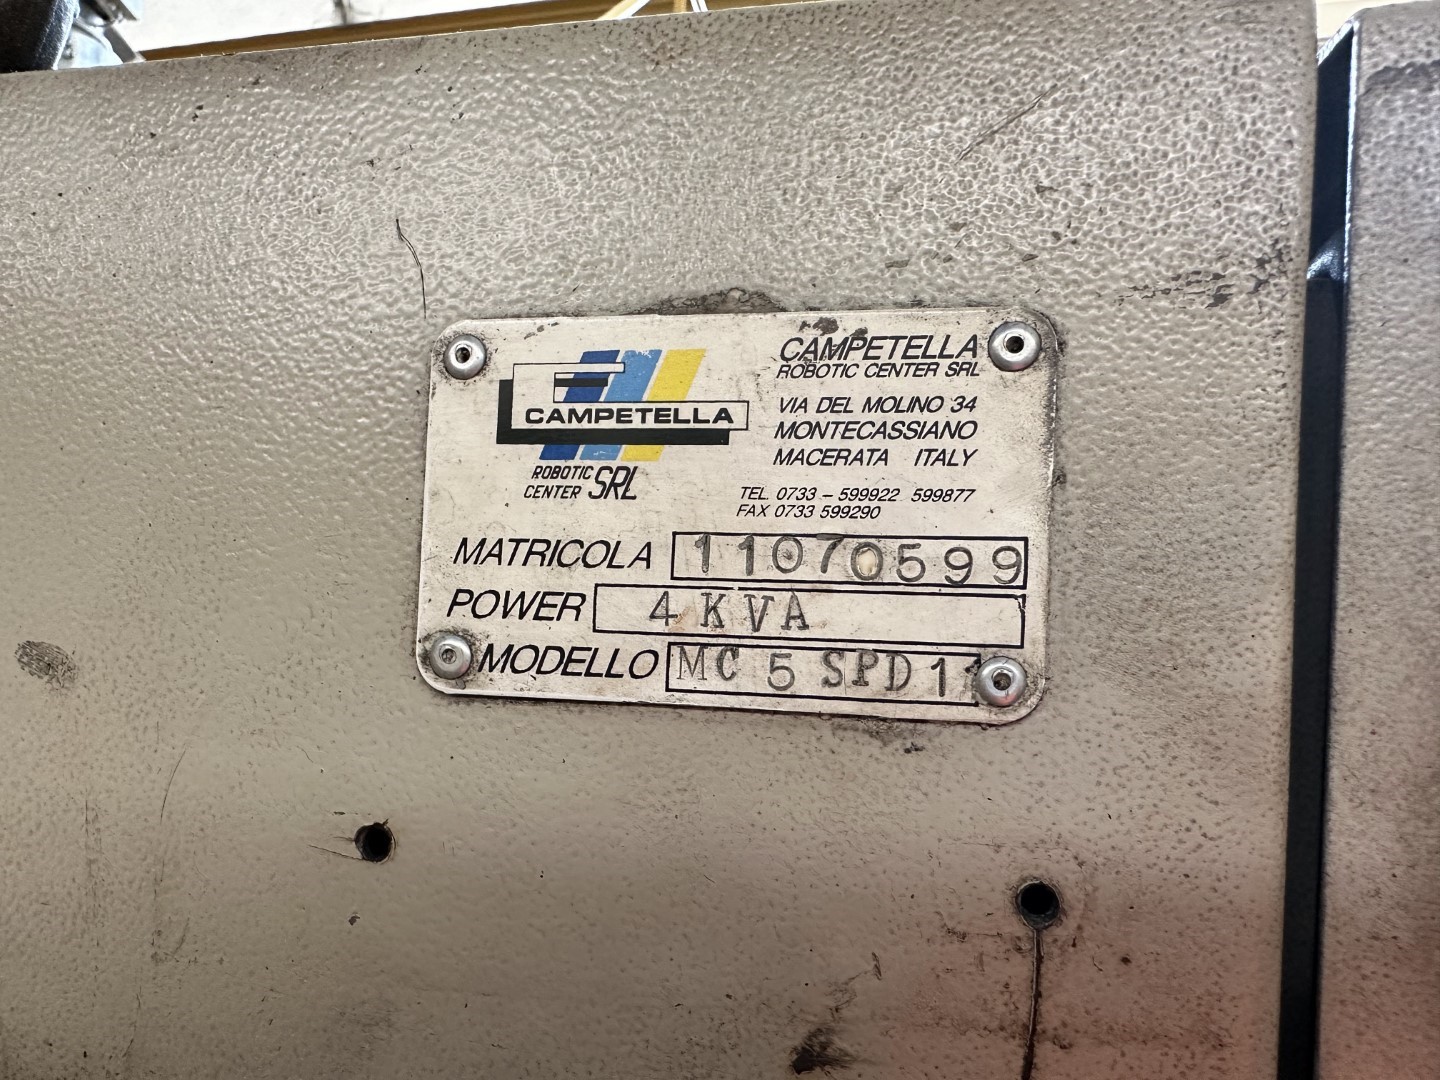 CAMPETELLA
ROBOTIC
CENTER SRL
CAMPETELLA
ROBOTIC CENTER SRL
VIA DEL MOLINO 34
MONTECASSIANO
MACERATA ITALY
TEL. 0733 - 599922 599877
FAX 0733 599290
MATRICOLA 11070599
POWER 4 KVA
MODELLO MC 5 SPD 11